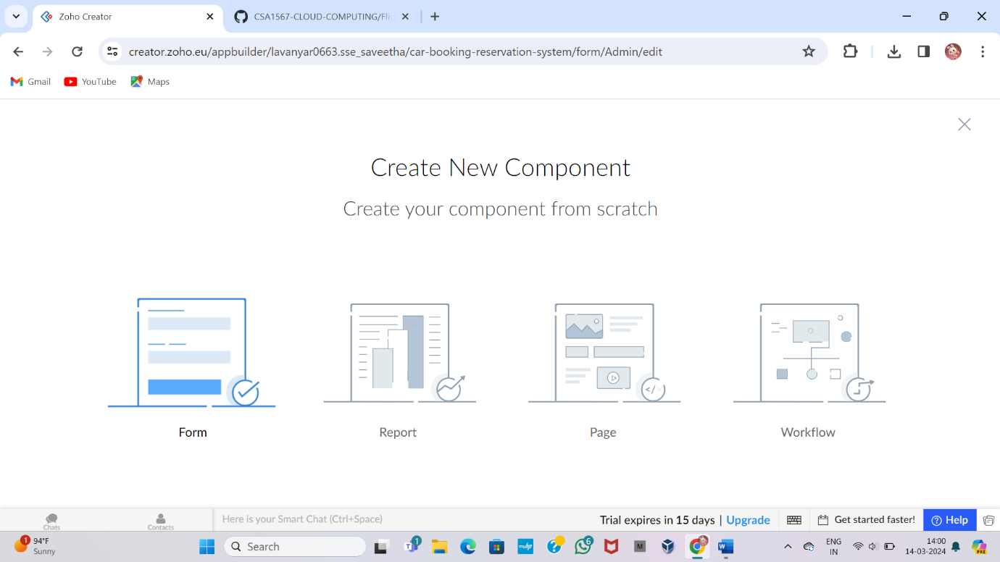 Zoho Creator
CSA1567-CLOUD-COMPUTING/Fli
creator.zoho.eu/appbuilder/lavanyar0663.sse_saveetha/car-booking-reservation-system/form/Admin/edit
Gmail
YouTube
Maps
Create New Component
Create your component from scratch
Form
Report
Page
Workflow
Chats
Contacts
Here is your Smart Chat (Ctrl+Space)
Trial expires in 15 days | Upgrade
Get started faster!
Help
1
94°F
Sunny
Search
1
6
ENG
IN
14:00
14-03-2024
PRE